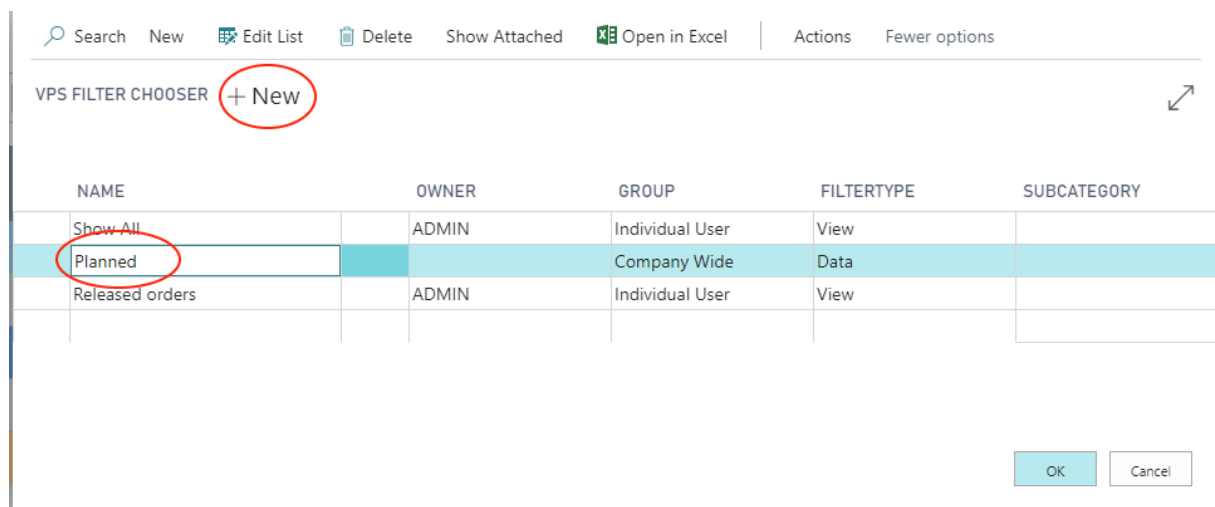 Search New Edit List Delete Show Attached Open in Excel Actions Fewer options
VPS FILTER CHOOSER + New
NAME OWNER GROUP FILTERTYPE SUBCATEGORY
Show All ADMIN Individual User View
Planned Company Wide Data
Released orders ADMIN Individual User View
OK Cancel